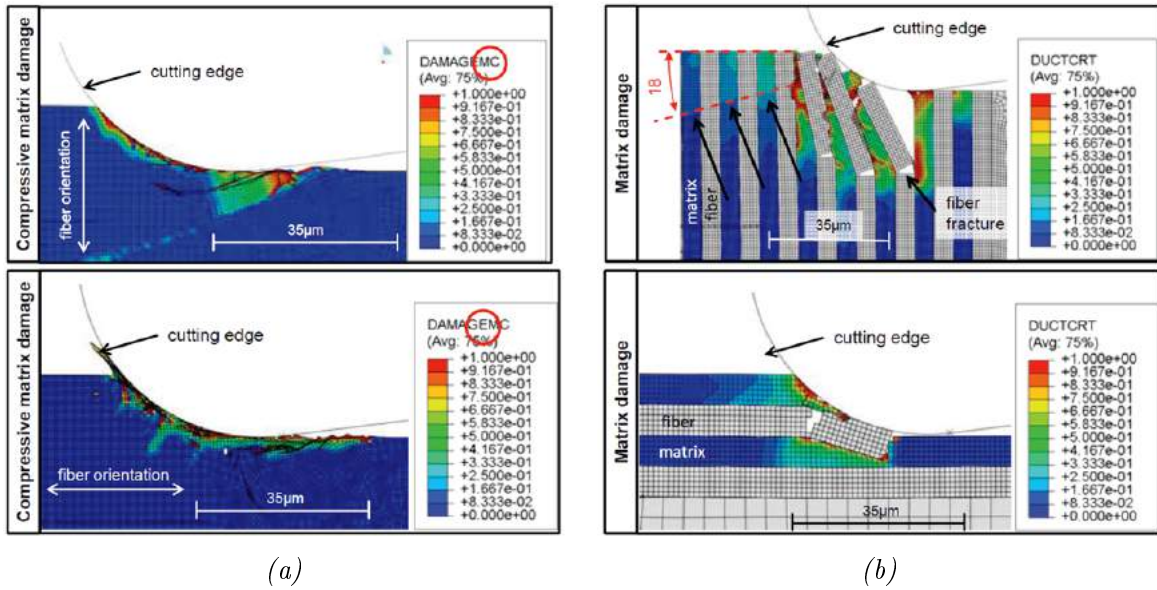 Compressive matrix damage
cutting edge
fiber orientation
35µm
DAMAGEMC
(Avg: 75%)
+1.000e+00
+9.167e-01
+8.333e-01
+7.500e-01
+6.667e-01
+5.833e-01
+5.000e-01
+4.167e-01
+3.333e-01
+2.500e-01
+1.667e-01
+8.333e-02
+0.000e+00
Matrix damage
cutting edge
18
matrix
fiber
35µm
fiber
fracture
DUCTCRT
(Avg: 75%)
+1.000e+00
+9.167e-01
+8.333e-01
+7.500e-01
+6.667e-01
+5.833e-01
+5.000e-01
+4.167e-01
+3.333e-01
+2.500e-01
+1.667e-01
+8.333e-02
+0.000e+00
Compressive matrix damage
cutting edge
fiber orientation
35µm
DAMAGEMC
(Avg: 75%)
+1.000e+00
+9.167e-01
+8.333e-01
+7.500e-01
+6.667e-01
+5.833e-01
+5.000e-01
+4.167e-01
+3.333e-01
+2.500e-01
+1.667e-01
+8.333e-02
+0.000e+00
Matrix damage
cutting edge
fiber
matrix
35µm
DUCTCRT
(Avg: 75%)
+1.000e+00
+9.167e-01
+8.333e-01
+7.500e-01
+6.667e-01
+5.833e-01
+5.000e-01
+4.167e-01
+3.333e-01
+2.500e-01
+1.667e-01
+8.333e-02
+0.000e+00
(a)
(b)